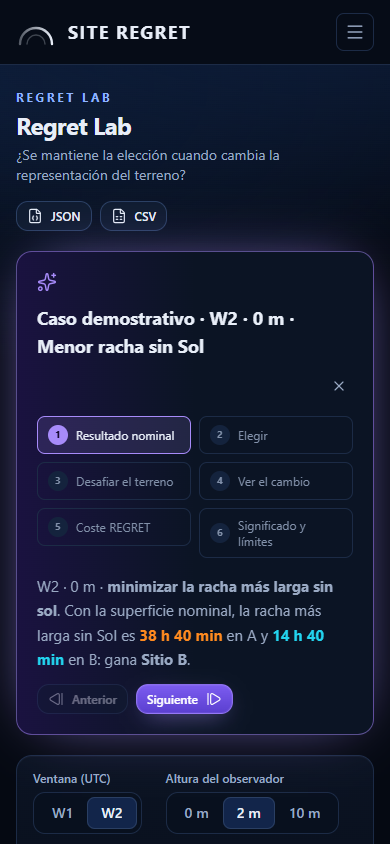 SITE REGRET
REGRET LAB
Regret Lab
¿Se mantiene la elección cuando cambia la
representación del terreno?
JSON
CSV
Caso demostrativo · W2 · 0 m ·
Menor racha sin Sol
1 Resultado nominal
2 Elegir
3 Desafiar el terreno
4 Ver el cambio
5 Coste REGRET
6 Significado y
límites
W2 · 0 m · minimizar la racha más larga sin
sol. Con la superficie nominal, la racha más
larga sin Sol es 38 h 40 min en A y 14 h 40
min en B: gana Sitio B.
Anterior
Siguiente
Ventana (UTC)
Altura del observador
W1 W2
0 m 2 m 10 m